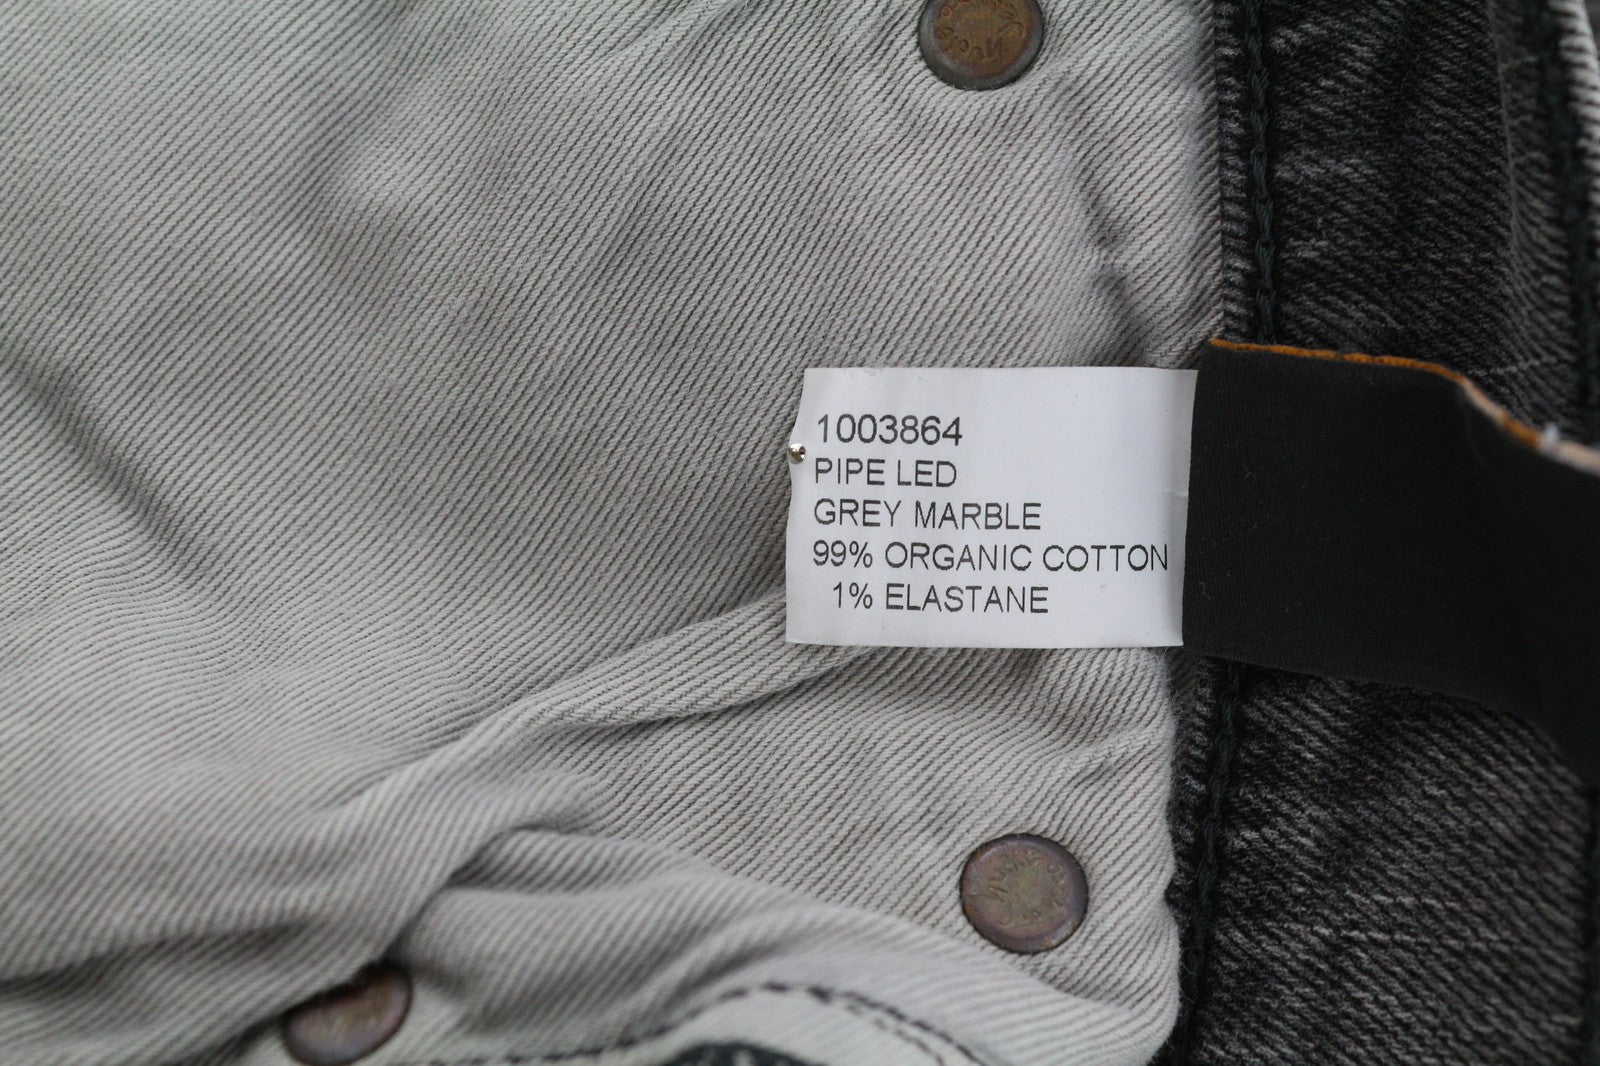 1003864
PIPE LED
GREY MARBLE
99% ORGANIC COTTON
1% ELASTANE